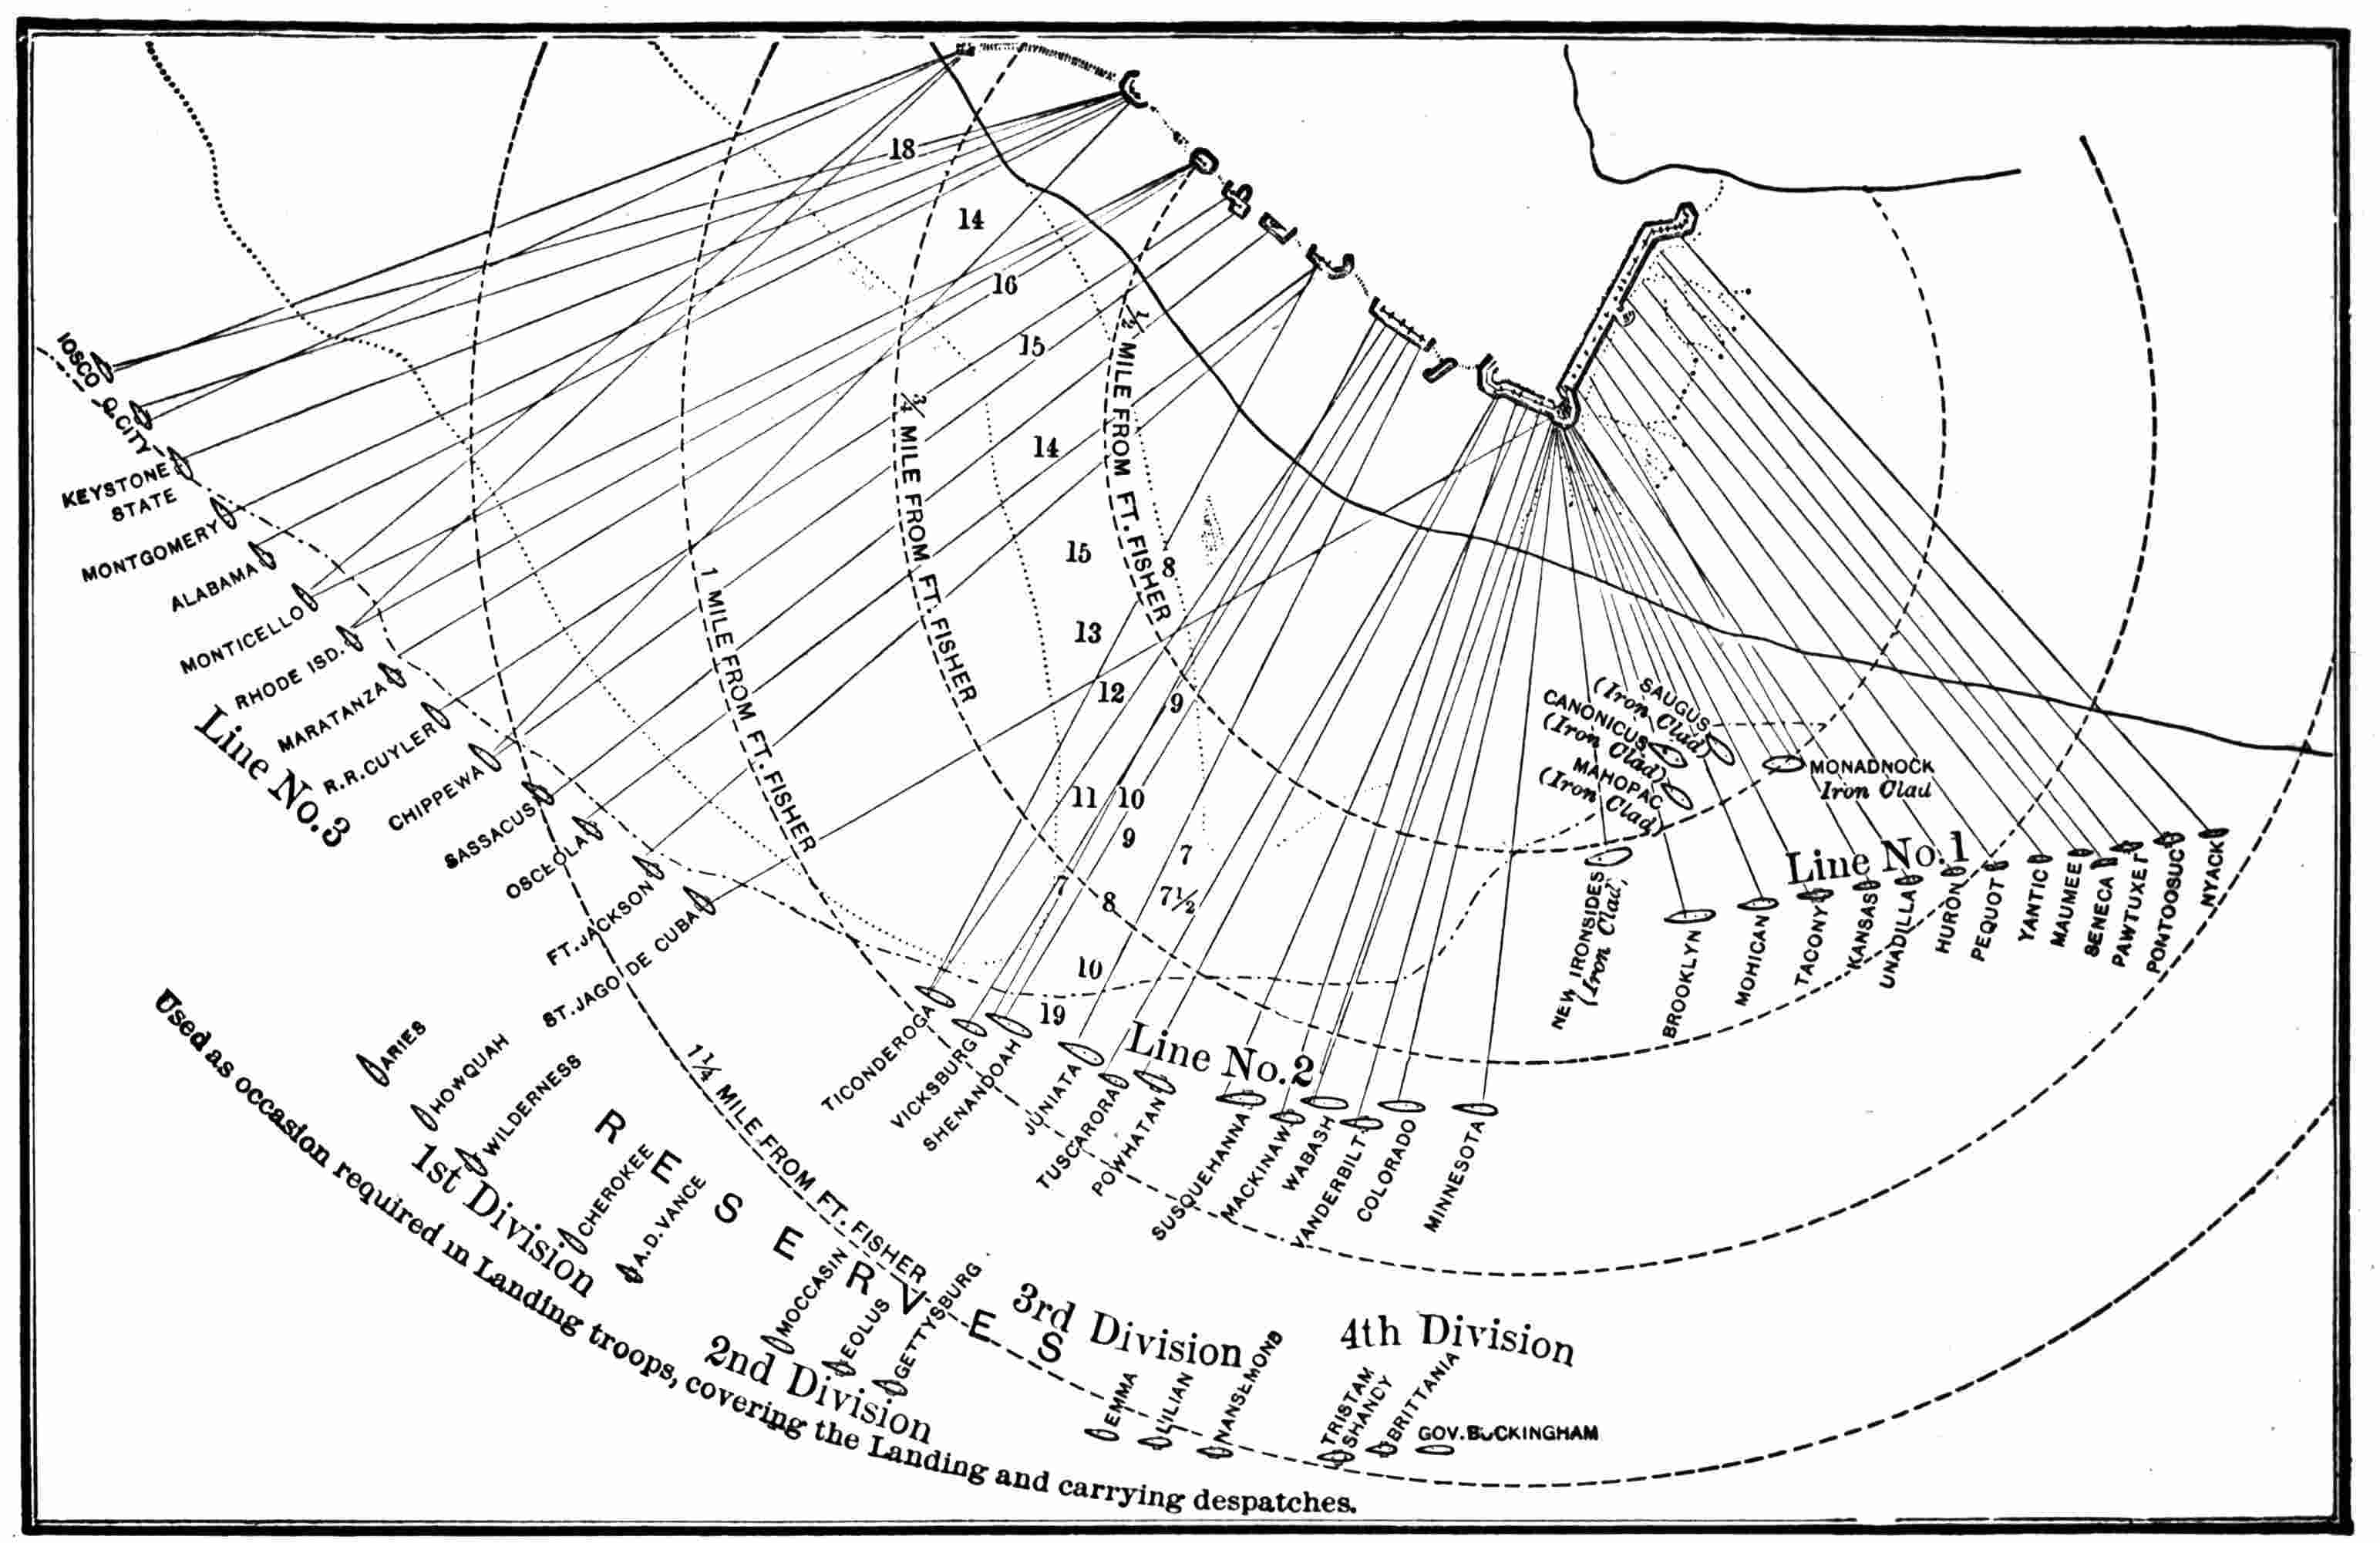 18
14
16
15
14
15
8
13
12
9
11
10
9
7
7
8
7½
10
19
½ MILE FROM FT. FISHER
¾ MILE FROM FT. FISHER
1 MILE FROM FT. FISHER
1¼ MILE FROM FT. FISHER
IOSCO
Q. CITY
KEYSTONE
STATE
MONTGOMERY
ALABAMA
MONTICELLO
RHODE ISD.
MARATANZA
R.R.CUYLER
CHIPPEWA
SASSACUS
OSCEOLA
FT. JACKSON
ST. JAGO DE CUBA
Line No.3
TICONDEROGA
VICKSBURG
SHENANDOAH
JUNIATA
TUSCARORA
POWHATAN
SUSQUEHANNA
MACKINAW
WABASH
VANDERBILT
COLORADO
MINNESOTA
Line No.2
SAUGUS
(Iron Clad)
CANONICUS
(Iron Clad)
MAHOPAC
(Iron Clad)
MONADNOCK
Iron Clad
NEW IRONSIDES
(Iron Clad)
BROOKLYN
MOHICAN
TACONY
KANSAS
UNADILLA
HURON
PEQUOT
YANTIC
MAUMEE
SENECA
PAWTUXET
PONTOOSUC
NYACK
Line No.1
RESERVES
ARIES
HOWQUAH
WILDERNESS
CHEROKEE
A.D. VANCE
1st Division
MOCCASIN
EOLUS
GETTYSBURG
2nd Division
3rd Division
EMMA
LILIAN
NANSEMOND
4th Division
TRISTAM
SHANDY
BRITTANIA
GOV. BUCKINGHAM
Used as occasion required in Landing troops, covering the Landing and carrying despatches.